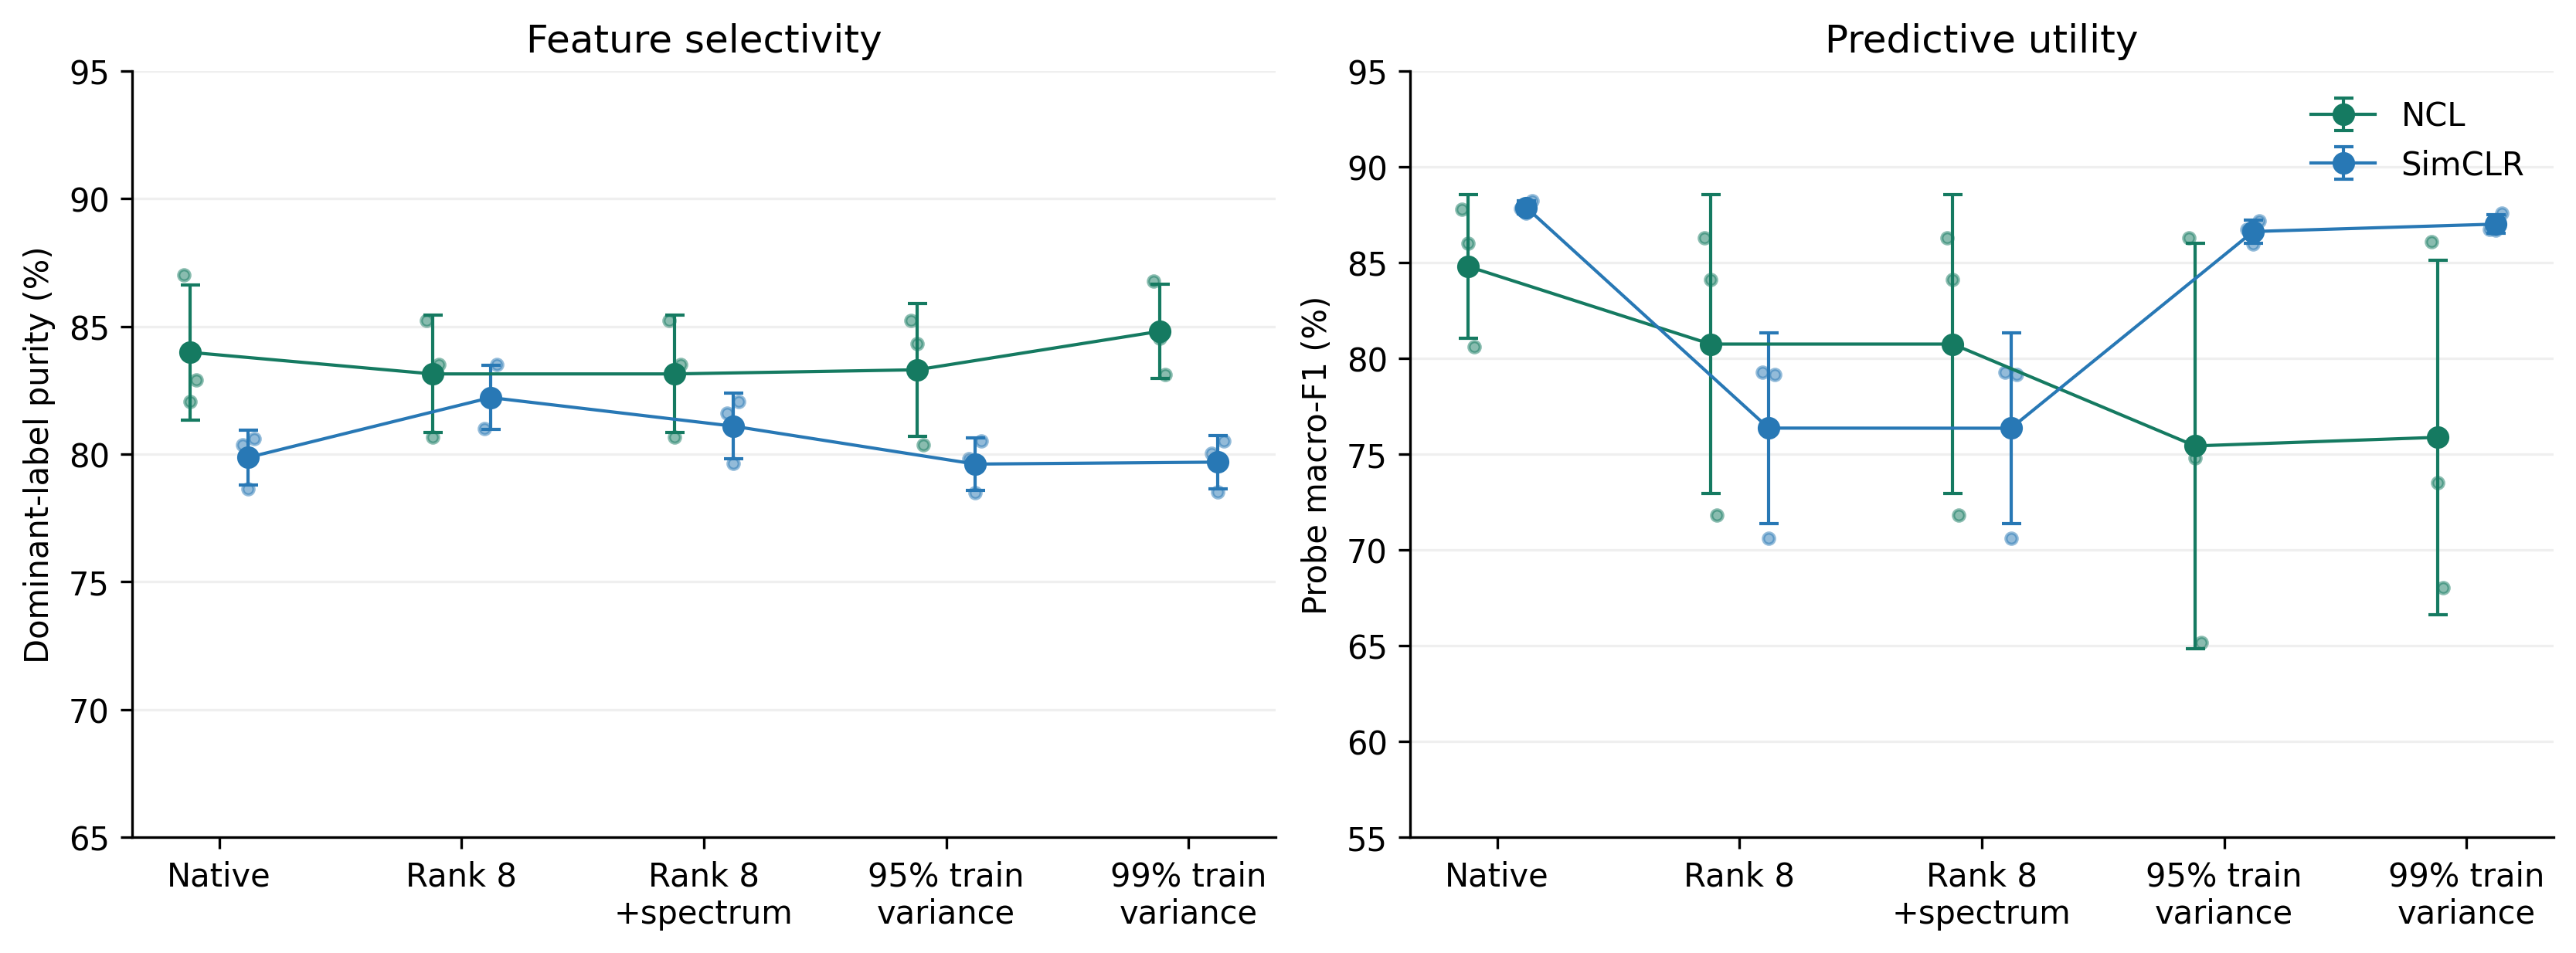 Feature selectivity
Dominant-label purity (%)
95
90
85
80
75
70
65
Native
Rank 8
Rank 8
+spectrum
95% train
variance
99% train
variance
Predictive utility
Probe macro-F1 (%)
95
90
85
80
75
70
65
60
55
NCL
SimCLR
Native
Rank 8
Rank 8
+spectrum
95% train
variance
99% train
variance